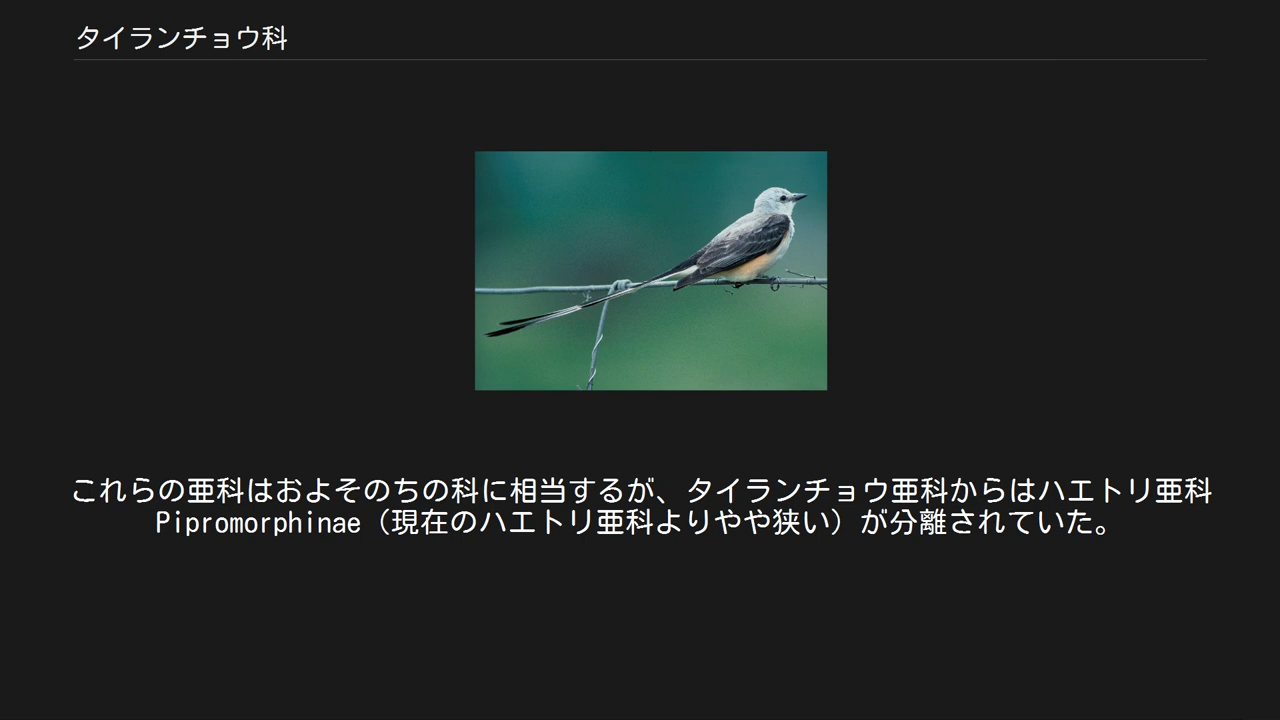 タイランチョウ科
これらの亜科はおよそのちの科に相当するが、タイランチョウ亜科からはハエトリ亜科
Pipromorphinae（現在のハエトリ亜科よりやや狭い）が分離されていた。